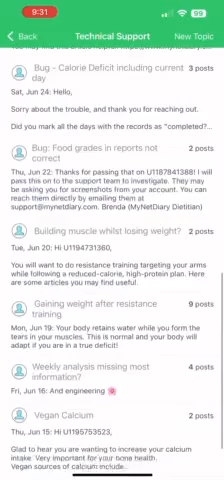 9:31
99
Back
Technical Support
New Topic
Bug - Calorie Deficit including current
3 posts
day
Sat, Jun 24: Hello,
Sorry about the trouble, and thank you for reaching out.
Did you mark all the days with the records as "completed?...
Bug: Food grades in reports not
2 posts
correct
Thu, Jun 22: Thanks for passing that on U1187841388! I will
pass this on to the support team to investigate. They may
be asking you for screenshots from your account. You can
reach them directly by emailing them at
support@mynetdiary.com. Brenda (MyNetDiary Dietitian)
Building muscle whilst losing weight?
2 posts
Tue, Jun 20: Hi U1194731360,
You will want to do resistance training targeting your arms
while following a reduced-calorie, high-protein plan. Here
are some articles you may find useful.
Gaining weight after resistance
9 posts
training
Mon, Jun 19: Your body retains water while you form the
tears in your muscles. This is normal and your body will
adapt if you are in a true deficit!
Weekly analysis missing most
4 posts
information?
Fri, Jun 16: And engineering 🌺
Vegan Calcium
2 posts
Thu, Jun 15: Hi U1195753523,
Glad to hear you are wanting to increase your calcium
intake. Very important for your bone health.
Vegan sources of calcium include..